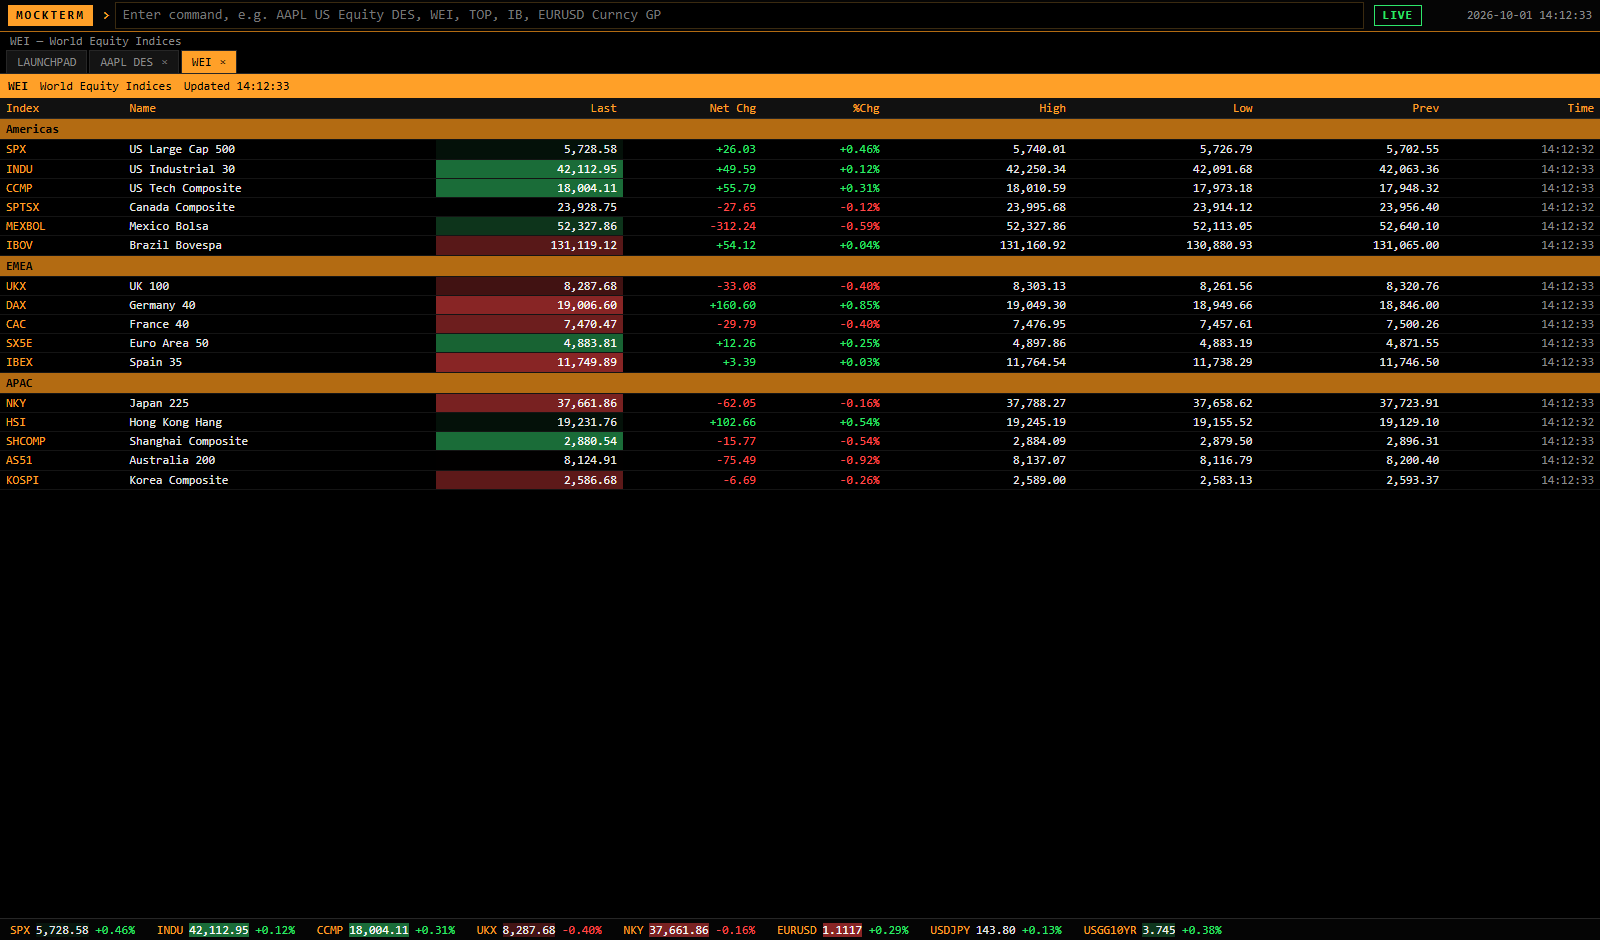 MOCKTERM › Enter command, e.g. AAPL US Equity DES, WEI, TOP, IB, EURUSD Curncy GP LIVE 2026-10-01 14:12:33
WEI — World Equity Indices
LAUNCHPAD AAPL DES × WEI ×
WEI World Equity Indices Updated 14:12:33
Index Name Last Net Chg %Chg High Low Prev Time
Americas
SPX US Large Cap 500 5,728.58 +26.03 +0.46% 5,740.01 5,726.79 5,702.55 14:12:32
INDU US Industrial 30 42,112.95 +49.59 +0.12% 42,250.34 42,091.68 42,063.36 14:12:33
CCMP US Tech Composite 18,004.11 +55.79 +0.31% 18,010.59 17,973.18 17,948.32 14:12:33
SPTSX Canada Composite 23,928.75 -27.65 -0.12% 23,995.68 23,914.12 23,956.40 14:12:32
MEXBOL Mexico Bolsa 52,327.86 -312.24 -0.59% 52,327.86 52,113.05 52,640.10 14:12:32
IBOV Brazil Bovespa 131,119.12 +54.12 +0.04% 131,160.92 130,880.93 131,065.00 14:12:33
EMEA
UKX UK 100 8,287.68 -33.08 -0.40% 8,303.13 8,261.56 8,320.76 14:12:33
DAX Germany 40 19,006.60 +160.60 +0.85% 19,049.30 18,949.66 18,846.00 14:12:33
CAC France 40 7,470.47 -29.79 -0.40% 7,476.95 7,457.61 7,500.26 14:12:33
SX5E Euro Area 50 4,883.81 +12.26 +0.25% 4,897.86 4,883.19 4,871.55 14:12:33
IBEX Spain 35 11,749.89 +3.39 +0.03% 11,764.54 11,738.29 11,746.50 14:12:33
APAC
NKY Japan 225 37,661.86 -62.05 -0.16% 37,788.27 37,658.62 37,723.91 14:12:33
HSI Hong Kong Hang 19,231.76 +102.66 +0.54% 19,245.19 19,155.52 19,129.10 14:12:32
SHCOMP Shanghai Composite 2,880.54 -15.77 -0.54% 2,884.09 2,879.50 2,896.31 14:12:33
AS51 Australia 200 8,124.91 -75.49 -0.92% 8,137.07 8,116.79 8,200.40 14:12:32
KOSPI Korea Composite 2,586.68 -6.69 -0.26% 2,589.00 2,583.13 2,593.37 14:12:33
SPX 5,728.58 +0.46% INDU 42,112.95 +0.12% CCMP 18,004.11 +0.31% UKX 8,287.68 -0.40% NKY 37,661.86 -0.16% EURUSD 1.1117 +0.29% USDJPY 143.80 +0.13% USGG10YR 3.745 +0.38%